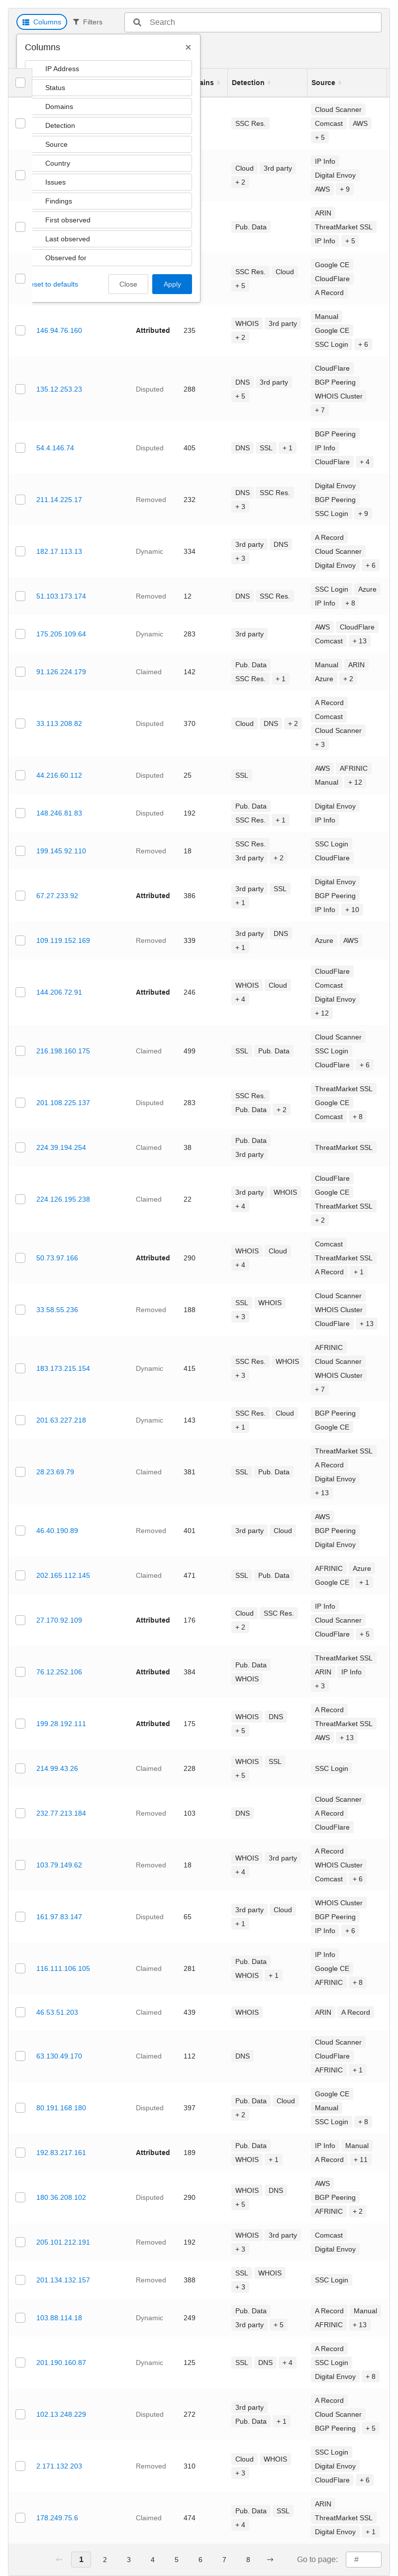 Columns Filters Search
Columns ×
IP Address
Status
Domains
Detection
Source
Country
Issues
Findings
First observed
Last observed
Observed for
Close Apply
Detection Source
SSC Res. Cloud Scanner Comcast AWS + 5
Cloud 3rd party + 2 IP Info Digital Envoy AWS + 9
Pub. Data ARIN ThreatMarket SSL IP Info + 5
SSC Res. Cloud + 5 Google CE CloudFlare A Record
146.94.76.160 Attributed 235 WHOIS 3rd party + 2 Manual Google CE SSC Login + 6
135.12.253.23 Disputed 288 DNS 3rd party + 5 CloudFlare BGP Peering WHOIS Cluster + 7
54.4.146.74 Disputed 405 DNS SSL + 1 BGP Peering IP Info CloudFlare + 4
211.14.225.17 Removed 232 DNS SSC Res. + 3 Digital Envoy BGP Peering SSC Login + 9
182.17.113.13 Dynamic 334 3rd party DNS + 3 A Record Cloud Scanner Digital Envoy + 6
51.103.173.174 Removed 12 DNS SSC Res. SSC Login Azure IP Info + 8
175.205.109.64 Dynamic 283 3rd party AWS CloudFlare Comcast + 13
91.126.224.179 Claimed 142 Pub. Data SSC Res. + 1 Manual ARIN Azure + 2
33.113.208.82 Disputed 370 Cloud DNS + 2 A Record Comcast Cloud Scanner + 3
44.216.60.112 Disputed 25 SSL AWS AFRINIC Manual + 12
148.246.81.83 Disputed 192 Pub. Data SSC Res. + 1 Digital Envoy IP Info
199.145.92.110 Removed 18 SSC Res. 3rd party + 2 SSC Login CloudFlare
67.27.233.92 Attributed 386 3rd party SSL + 1 Digital Envoy BGP Peering IP Info + 10
109.119.152.169 Removed 339 3rd party DNS + 1 Azure AWS
144.206.72.91 Attributed 246 WHOIS Cloud + 4 CloudFlare Comcast Digital Envoy + 12
216.198.160.175 Claimed 499 SSL Pub. Data Cloud Scanner SSC Login CloudFlare + 6
201.108.225.137 Disputed 283 SSC Res. Pub. Data + 2 ThreatMarket SSL Google CE Comcast + 8
224.39.194.254 Claimed 38 Pub. Data 3rd party ThreatMarket SSL
224.126.195.238 Claimed 22 3rd party WHOIS + 4 CloudFlare Google CE ThreatMarket SSL + 2
50.73.97.166 Attributed 290 WHOIS Cloud + 4 Comcast ThreatMarket SSL A Record + 1
33.58.55.236 Removed 188 SSL WHOIS + 3 Cloud Scanner WHOIS Cluster CloudFlare + 13
183.173.215.154 Dynamic 415 SSC Res. WHOIS + 3 AFRINIC Cloud Scanner WHOIS Cluster + 7
201.63.227.218 Dynamic 143 SSC Res. Cloud + 1 BGP Peering Google CE
28.23.69.79 Claimed 381 SSL Pub. Data ThreatMarket SSL A Record Digital Envoy + 13
46.40.190.89 Removed 401 3rd party Cloud AWS BGP Peering Digital Envoy
202.165.112.145 Claimed 471 SSL Pub. Data AFRINIC Azure Google CE + 1
27.170.92.109 Attributed 176 Cloud SSC Res. + 2 IP Info Cloud Scanner CloudFlare + 5
76.12.252.106 Attributed 384 Pub. Data WHOIS ThreatMarket SSL ARIN IP Info + 3
199.28.192.111 Attributed 175 WHOIS DNS + 5 A Record ThreatMarket SSL AWS + 13
214.99.43.26 Claimed 228 WHOIS SSL + 5 SSC Login
232.77.213.184 Removed 103 DNS Cloud Scanner A Record CloudFlare
103.79.149.62 Removed 18 WHOIS 3rd party + 4 A Record WHOIS Cluster Comcast + 6
161.97.83.147 Disputed 65 3rd party Cloud + 1 WHOIS Cluster BGP Peering IP Info + 6
116.111.106.105 Claimed 281 Pub. Data WHOIS + 1 IP Info Google CE AFRINIC + 8
46.53.51.203 Claimed 439 WHOIS ARIN A Record
63.130.49.170 Claimed 112 DNS Cloud Scanner CloudFlare AFRINIC + 1
80.191.168.180 Disputed 397 Pub. Data Cloud + 2 Google CE Manual SSC Login + 8
192.83.217.161 Attributed 189 Pub. Data WHOIS + 1 IP Info Manual A Record + 11
180.36.208.102 Disputed 290 WHOIS DNS + 5 AWS BGP Peering AFRINIC + 2
205.101.212.191 Removed 192 WHOIS 3rd party + 3 Comcast Digital Envoy
201.134.132.157 Removed 388 SSL WHOIS + 3 SSC Login
103.88.114.18 Dynamic 249 Pub. Data 3rd party + 5 A Record Manual AFRINIC + 13
201.190.160.87 Dynamic 125 SSL DNS + 4 A Record SSC Login Digital Envoy + 8
102.13.248.229 Disputed 272 3rd party Pub. Data + 1 A Record Cloud Scanner BGP Peering + 5
2.171.132.203 Removed 310 Cloud WHOIS + 3 SSC Login Digital Envoy CloudFlare + 6
178.249.75.6 Claimed 474 Pub. Data SSL + 4 ARIN ThreatMarket SSL Digital Envoy + 1
← 1 2 3 4 5 6 7 8 → Go to page: #